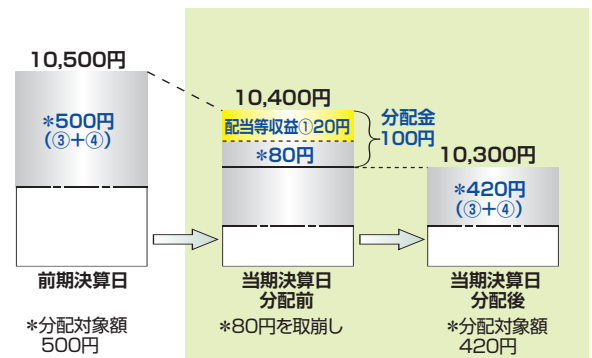 10,500円
*500円
(③+④)
前期決算日
*分配対象額
500円
10,400円
配当等収益①20円
*80円
分配金
100円
当期決算日
分配前
*80円を取崩し
10,300円
*420円
(③+④)
当期決算日
分配後
*分配対象額
420円